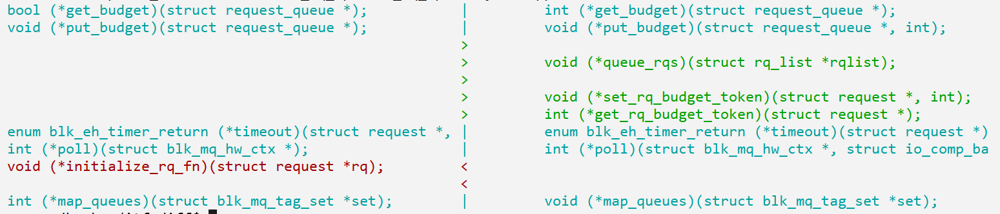 bool (*get_budget)(struct request_queue *); | int (*get_budget)(struct request_queue *);
void (*put_budget)(struct request_queue *); | void (*put_budget)(struct request_queue *, int);
>
> void (*queue_rqs)(struct rq_list *rqlist);
>
> void (*set_rq_budget_token)(struct request *, int);
> int (*get_rq_budget_token)(struct request *);
enum blk_eh_timer_return (*timeout)(struct request *, | enum blk_eh_timer_return (*timeout)(struct request *)
int (*poll)(struct blk_mq_hw_ctx *); | int (*poll)(struct blk_mq_hw_ctx *, struct io_comp_ba
void (*initialize_rq_fn)(struct request *rq); <
<
int (*map_queues)(struct blk_mq_tag_set *set); | void (*map_queues)(struct blk_mq_tag_set *set);